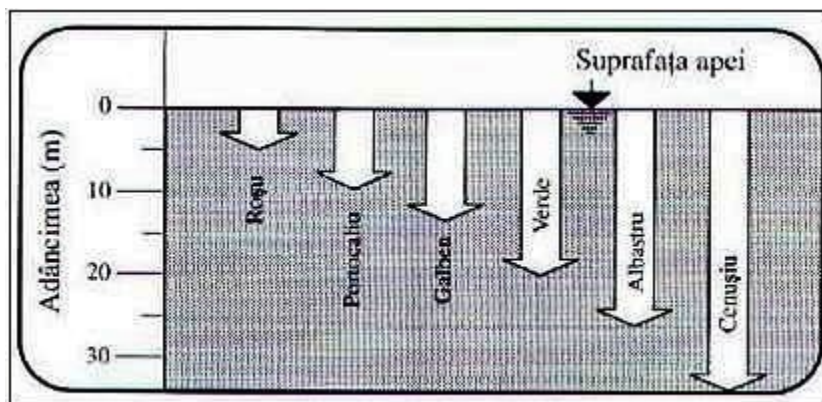 Suprafața apei
Adâncimea (m)
0
10
20
30
Roșu
Portocaliu
Galben
Verde
Albastru
Cenușiu